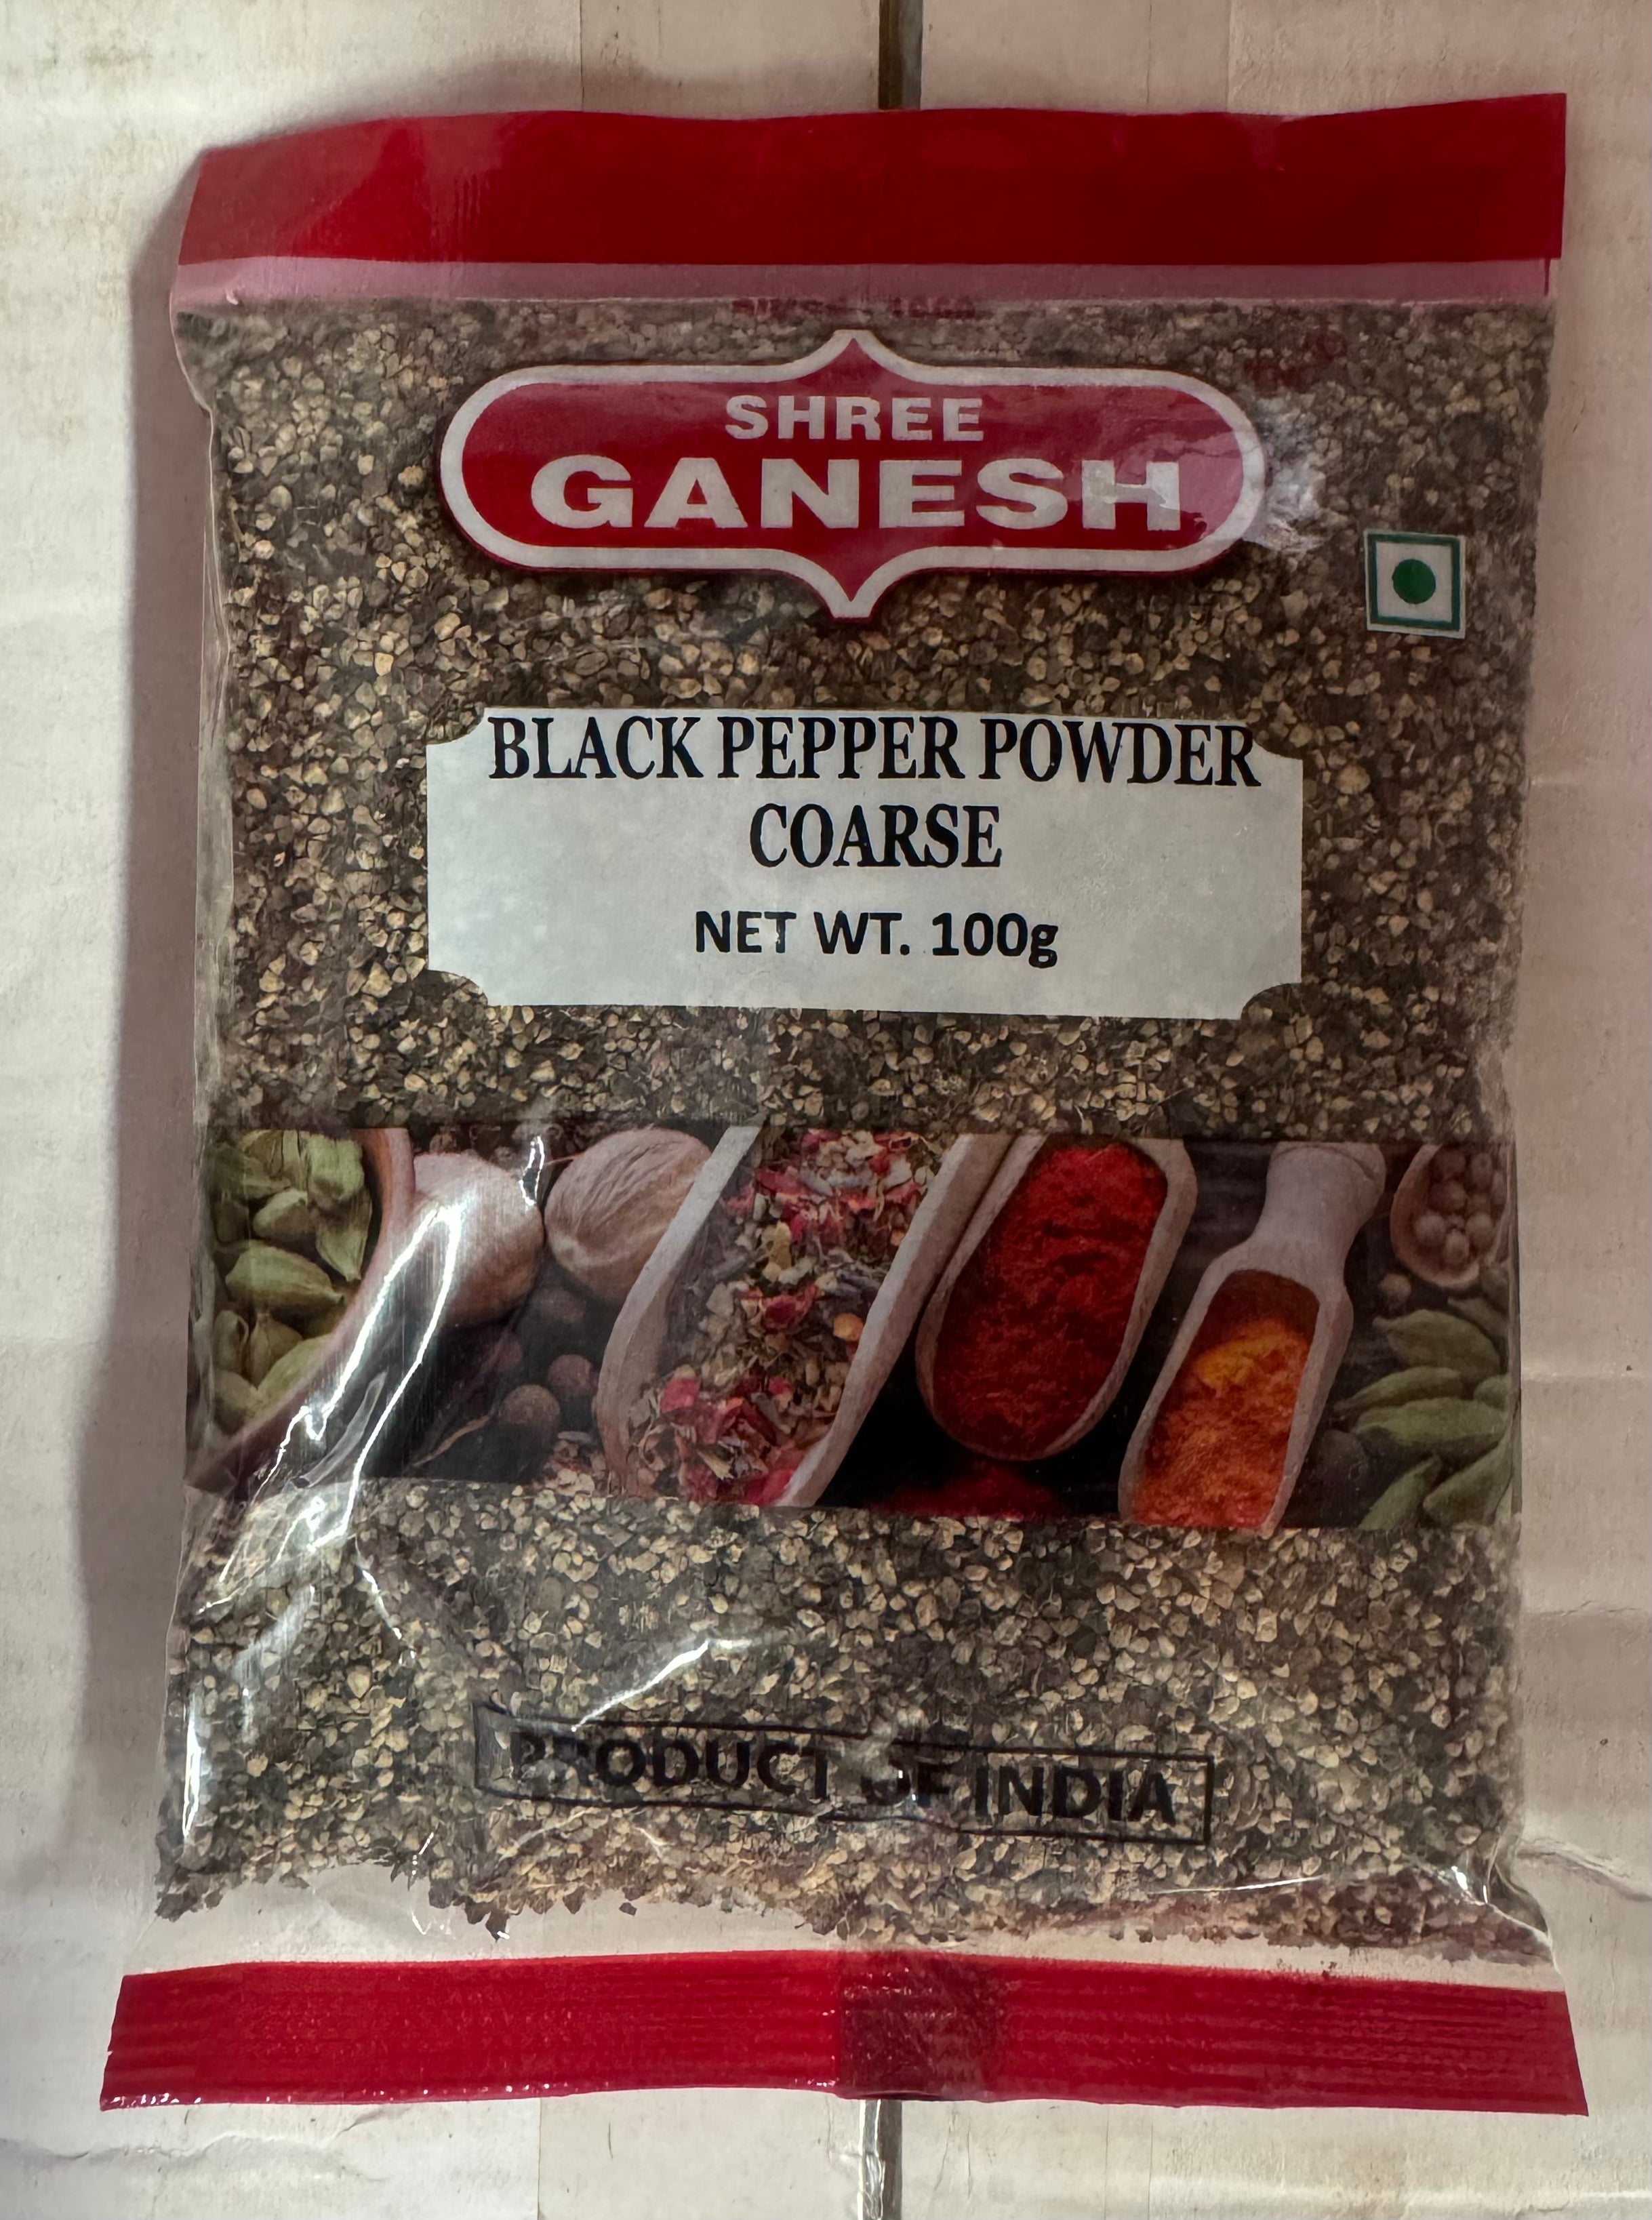 SHREE
GANESH
BLACK PEPPER POWDER
COARSE
NET WT. 100g
PRODUCT OF INDIA